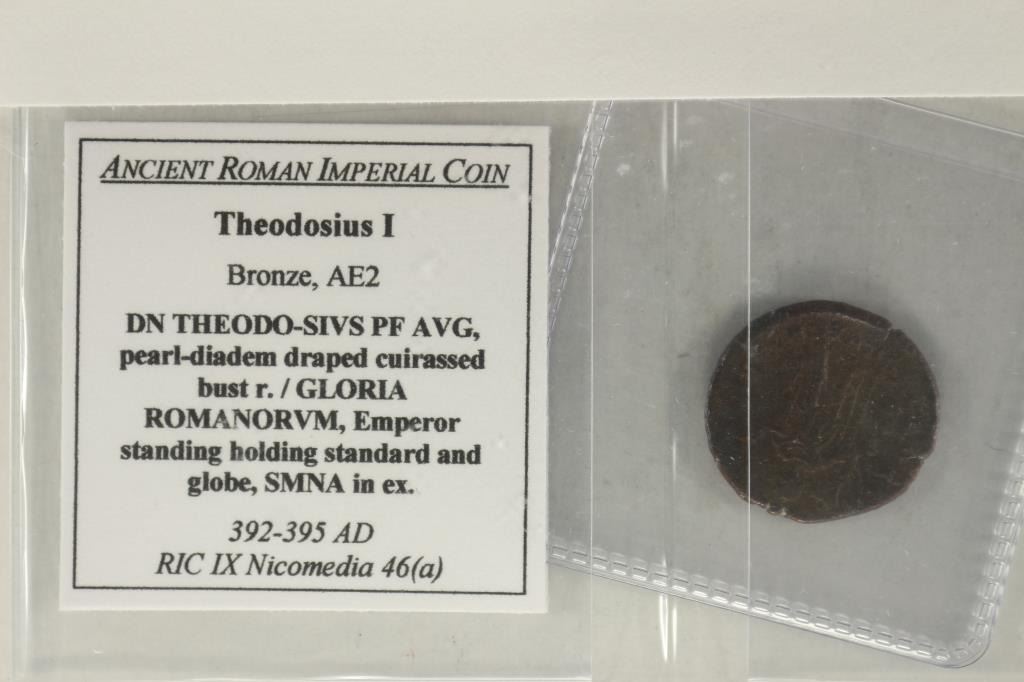 ANCIENT ROMAN IMPERIAL COIN
Theodosius I
Bronze, AE2
DN THEODO-SIVS PF AVG,
pearl-diadem draped cuirassed
bust r. / GLORIA
ROMANORVM, Emperor
standing holding standard and
globe, SMNA in ex.
392-395 AD
RIC IX Nicomedia 46(a)